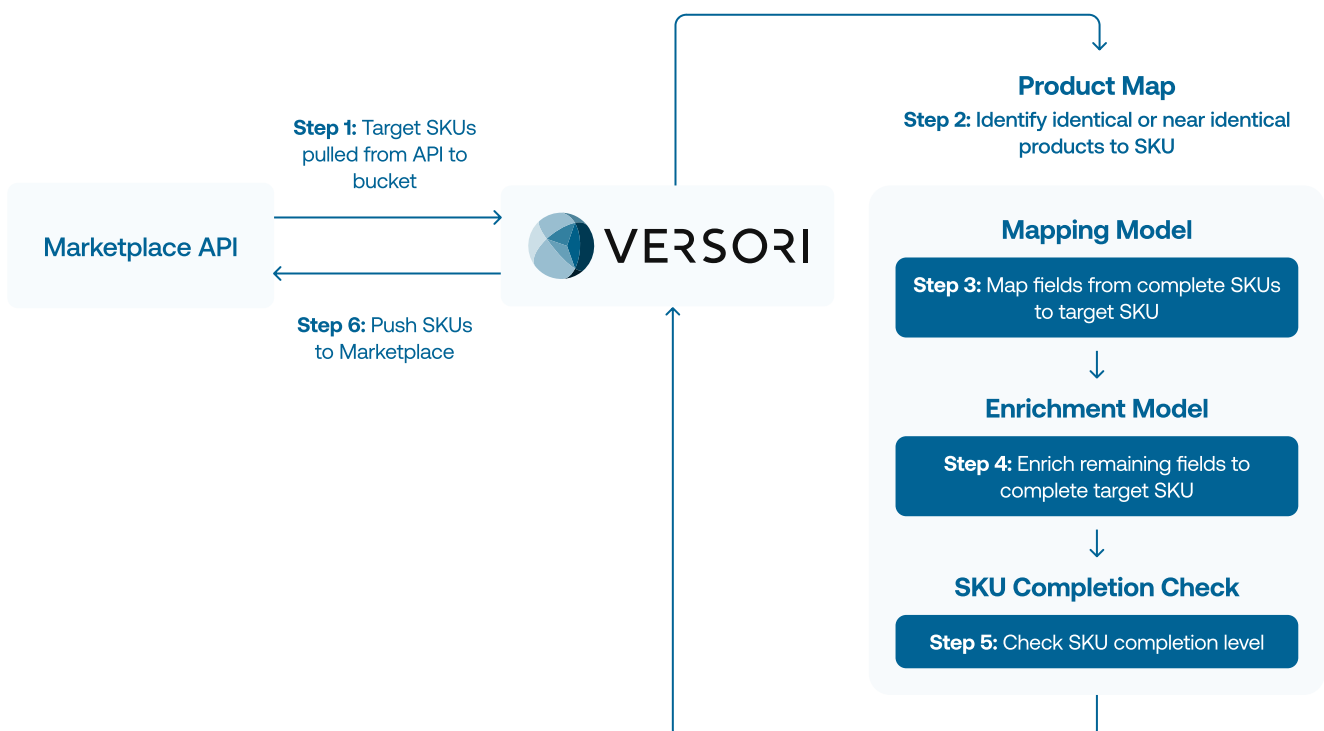 Step 1: Target SKUs
pulled from API to
bucket
Marketplace API
VERSORI
Step 6: Push SKUs
to Marketplace
Product Map
Step 2: Identify identical or near identical
products to SKU
Mapping Model
Step 3: Map fields from complete SKUs
to target SKU
Enrichment Model
Step 4: Enrich remaining fields to
complete target SKU
SKU Completion Check
Step 5: Check SKU completion level